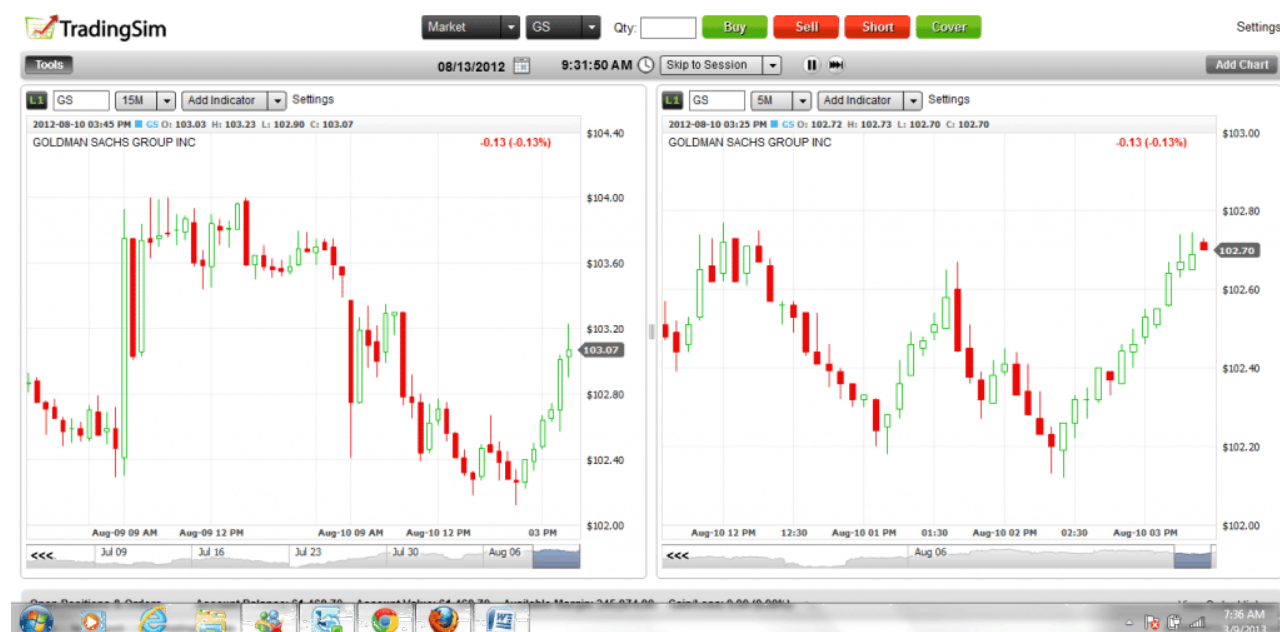 TradingSim Market GS Qty: Buy Sell Short Cover Settings
Tools 08/13/2012 9:31:50 AM Skip to Session Add Chart
L1 GS 15M Add Indicator Settings
2012-08-10 03:45 PM GS O: 103.03 H: 103.23 L: 102.90 C: 103.07
GOLDMAN SACHS GROUP INC -0.13 (-0.13%)
$104.40
$104.00
$103.60
$103.20
103.07
$102.80
$102.40
$102.00
Aug-09 09 AM Aug-09 12 PM Aug-10 09 AM Aug-10 12 PM 03 PM
<<< Jul 09 Jul 16 Jul 23 Jul 30 Aug 06
L1 GS 5M Add Indicator Settings
2012-08-10 03:25 PM GS O: 102.72 H: 102.73 L: 102.70 C: 102.70
GOLDMAN SACHS GROUP INC -0.13 (-0.13%)
$103.00
$102.80
102.70
$102.60
$102.40
$102.20
$102.00
Aug-10 12 PM 12:30 Aug-10 01 PM 01:30 Aug-10 02 PM 02:30 Aug-10 03 PM
<<< Aug 06
7:36 AM
3/9/2013